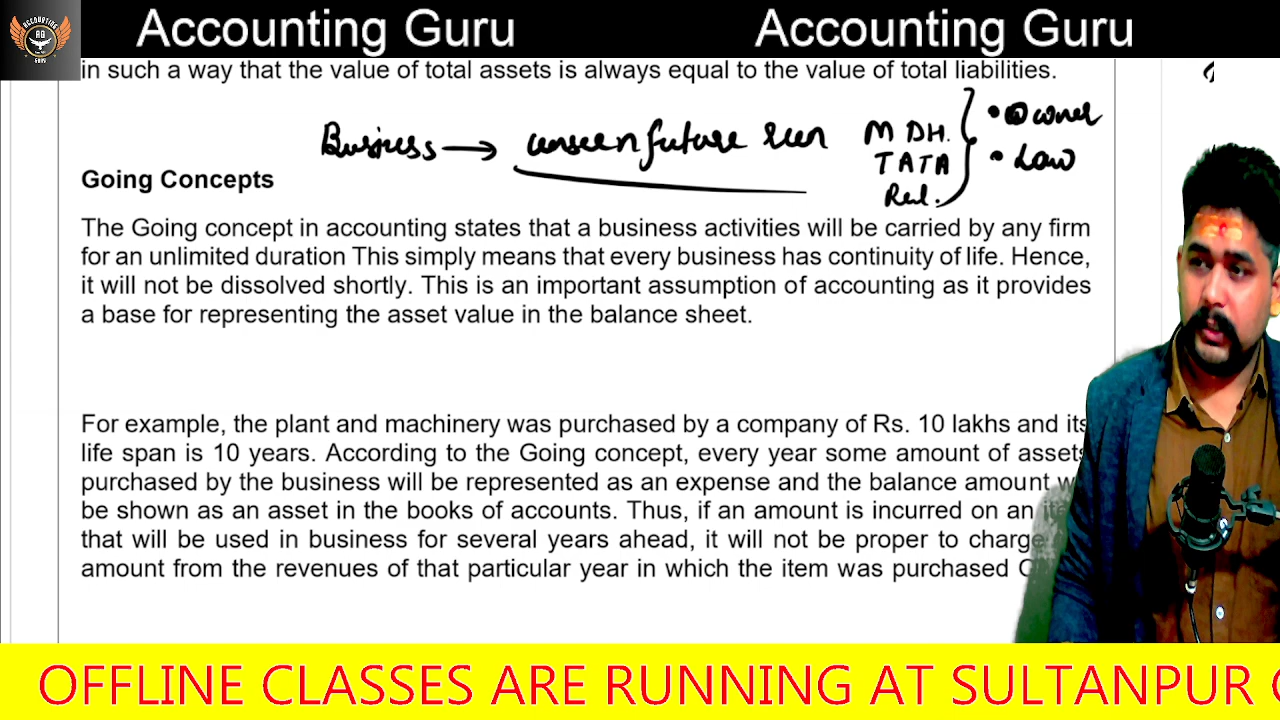 Accounting Guru Accounting Guru
ACCOUNTING
AG
GURU
in such a way that the value of total assets is always equal to the value of total liabilities.
Business → unseen future run MDH. • Owner
TATA • Law
Rel.
Going Concepts
The Going concept in accounting states that a business activities will be carried by any firm
for an unlimited duration This simply means that every business has continuity of life. Hence,
it will not be dissolved shortly. This is an important assumption of accounting as it provides
a base for representing the asset value in the balance sheet.
For example, the plant and machinery was purchased by a company of Rs. 10 lakhs and its
life span is 10 years. According to the Going concept, every year some amount of assets
purchased by the business will be represented as an expense and the balance amount
be shown as an asset in the books of accounts. Thus, if an amount is incurred on an
that will be used in business for several years ahead, it will not be proper to charge
amount from the revenues of that particular year in which the item was purchased
OFFLINE CLASSES ARE RUNNING AT SULTANPUR